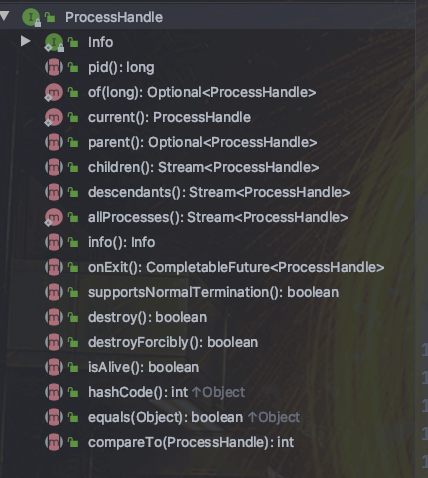 ProcessHandle
Info
pid(): long
of(long): Optional<ProcessHandle>
current(): ProcessHandle
parent(): Optional<ProcessHandle>
children(): Stream<ProcessHandle>
descendants(): Stream<ProcessHandle>
allProcesses(): Stream<ProcessHandle>
info(): Info
onExit(): CompletableFuture<ProcessHandle>
supportsNormalTermination(): boolean
destroy(): boolean
destroyForcibly(): boolean
isAlive(): boolean
hashCode(): int ↑Object
equals(Object): boolean ↑Object
compareTo(ProcessHandle): int